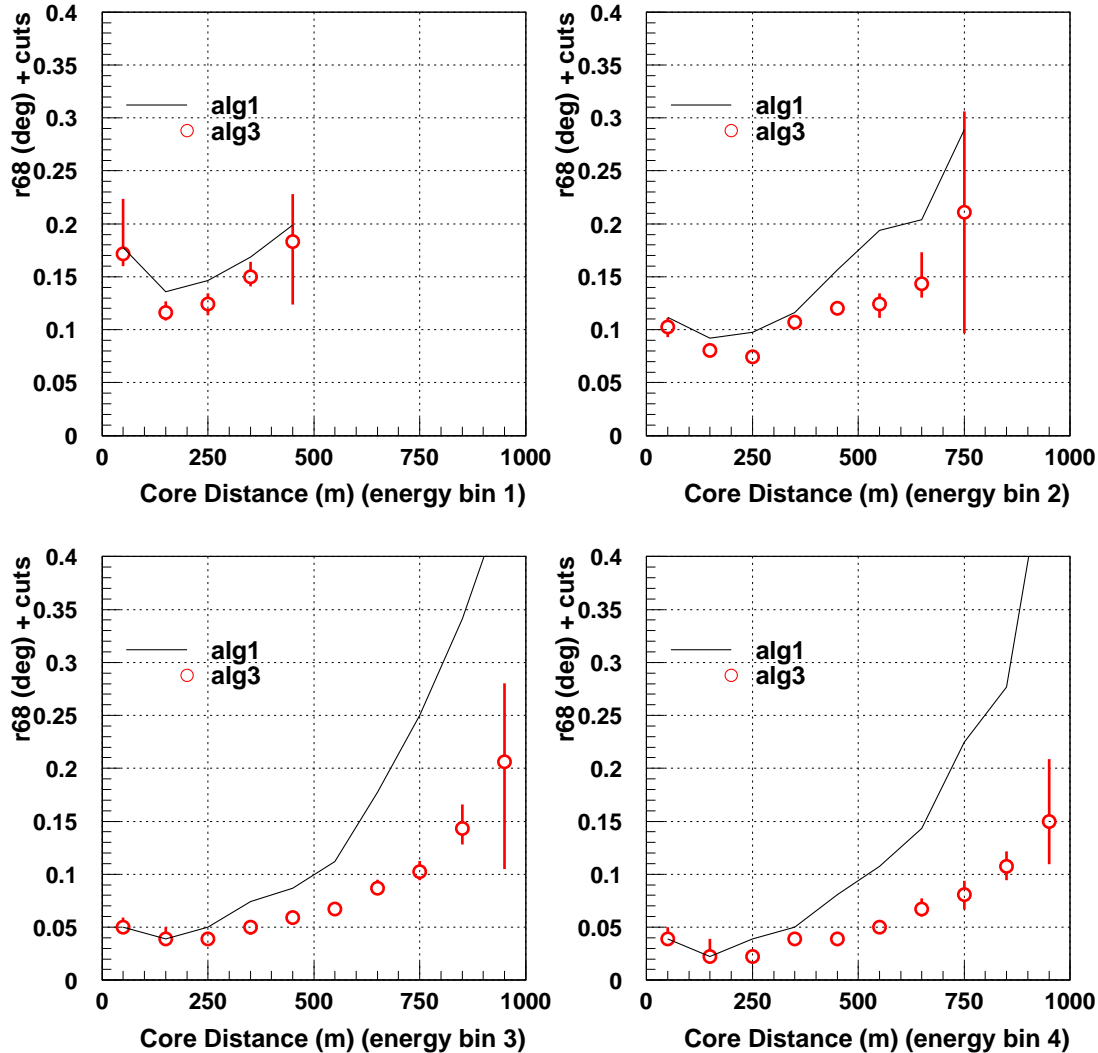 r68 (deg) + cuts
0.4
0.35
0.3
0.25
0.2
0.15
0.1
0.05
0
alg1
alg3
0 250 500 750 1000
Core Distance (m) (energy bin 1)
r68 (deg) + cuts
0.4
0.35
0.3
0.25
0.2
0.15
0.1
0.05
0
alg1
alg3
0 250 500 750 1000
Core Distance (m) (energy bin 2)
r68 (deg) + cuts
0.4
0.35
0.3
0.25
0.2
0.15
0.1
0.05
0
alg1
alg3
0 250 500 750 1000
Core Distance (m) (energy bin 3)
r68 (deg) + cuts
0.4
0.35
0.3
0.25
0.2
0.15
0.1
0.05
0
alg1
alg3
0 250 500 750 1000
Core Distance (m) (energy bin 4)